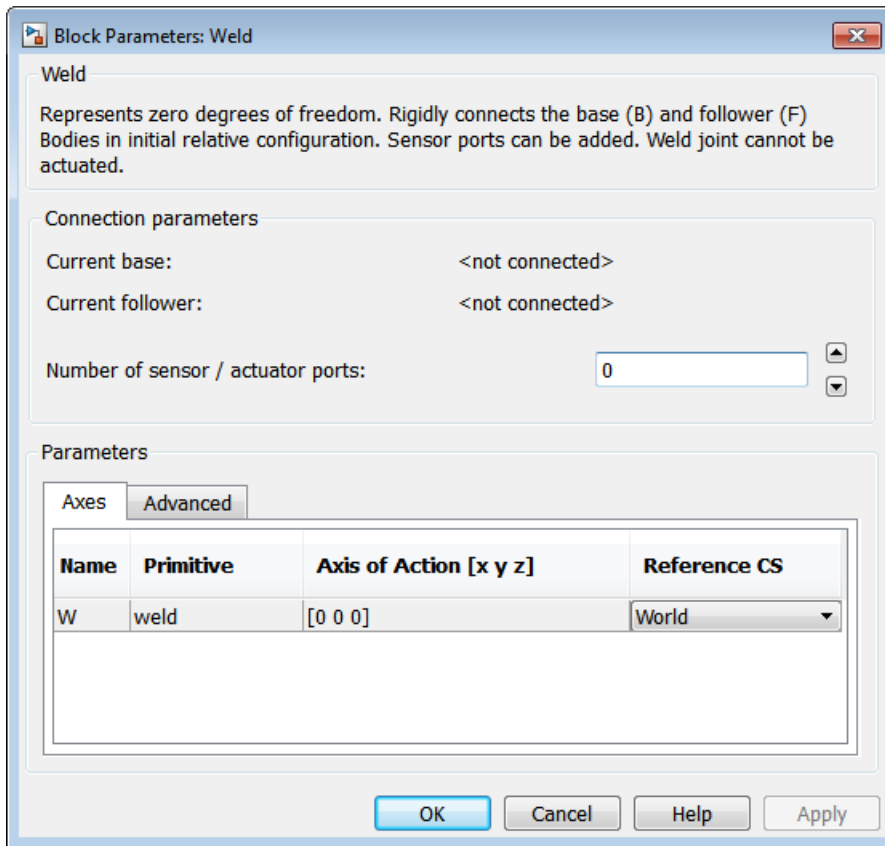 Block Parameters: Weld
Weld
Represents zero degrees of freedom. Rigidly connects the base (B) and follower (F)
Bodies in initial relative configuration. Sensor ports can be added. Weld joint cannot be
actuated.
Connection parameters
Current base: <not connected>
Current follower: <not connected>
Number of sensor / actuator ports: 0
Parameters
Axes Advanced
Name Primitive Axis of Action [x y z] Reference CS
W weld [0 0 0] World
OK Cancel Help Apply